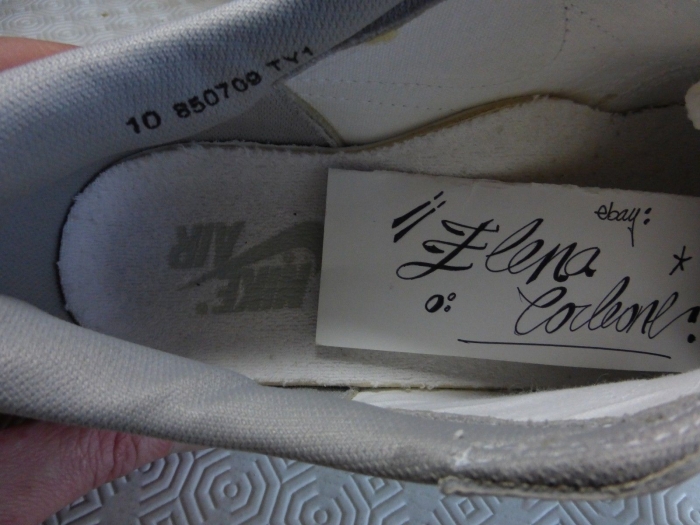 10 850709 TY1
NIKE
AIR
ebay:
Elena
Corleone